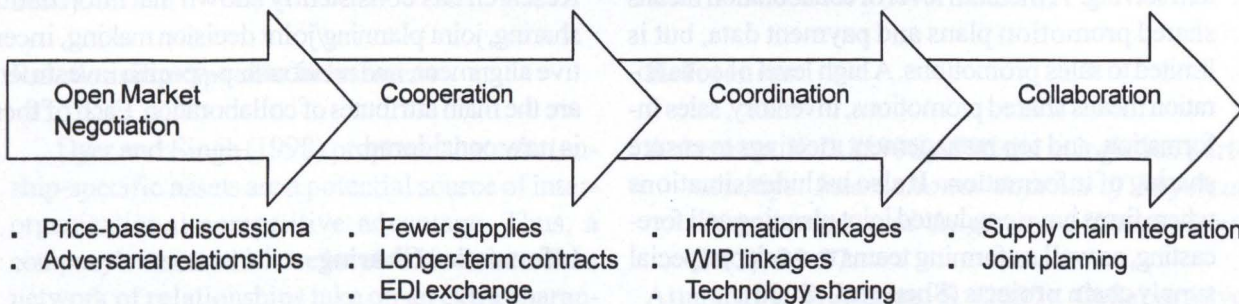 Open Market
Negotiation
Cooperation
Coordination
Collaboration
. Price-based discussiona
. Adversarial relationships
. Fewer supplies
. Longer-term comtracts
. EDI exchange
. Information linkages
. WIP linkages
. Technology sharing
. Supply chain integration
. Joint planning